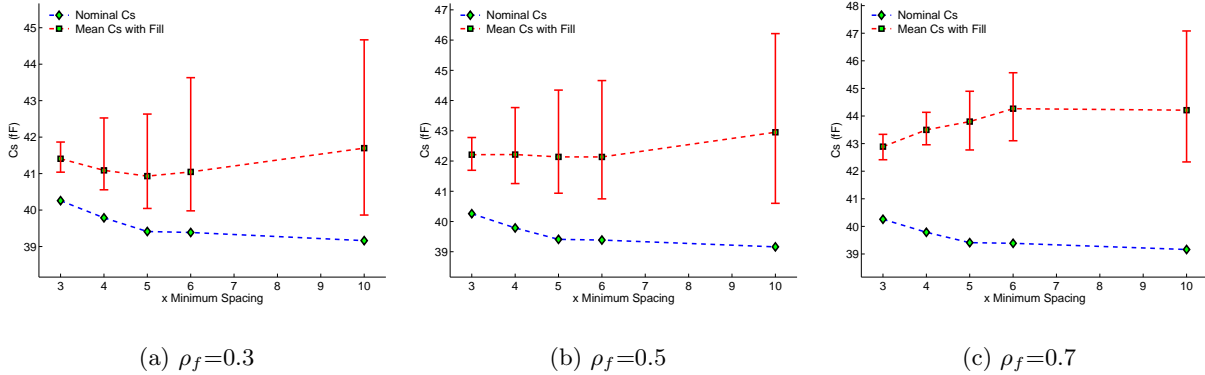 Nominal Cs
Mean Cs with Fill
45
44
43
42
41
40
39
Cs (fF)
3 4 5 6 7 8 9 10
x Minimum Spacing
(a) ρf=0.3
Nominal Cs
Mean Cs with Fill
47
46
45
44
43
42
41
40
39
Cs (fF)
3 4 5 6 7 8 9 10
x Minimum Spacing
(b) ρf=0.5
Nominal Cs
Mean Cs with Fill
48
47
46
45
44
43
42
41
40
39
Cs (fF)
3 4 5 6 7 8 9 10
x Minimum Spacing
(c) ρf=0.7